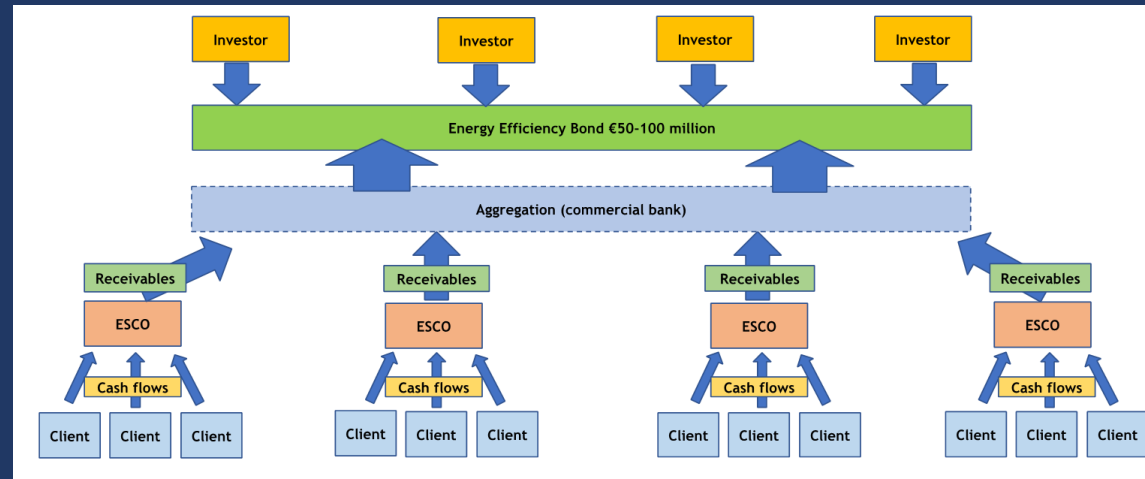 Investor
Investor
Investor
Investor
Energy Efficiency Bond €50-100 million
Aggregation (commercial bank)
Receivables
Receivables
Receivables
Receivables
ESCO
ESCO
ESCO
ESCO
Cash flows
Cash flows
Cash flows
Cash flows
Client
Client
Client
Client
Client
Client
Client
Client
Client
Client
Client
Client